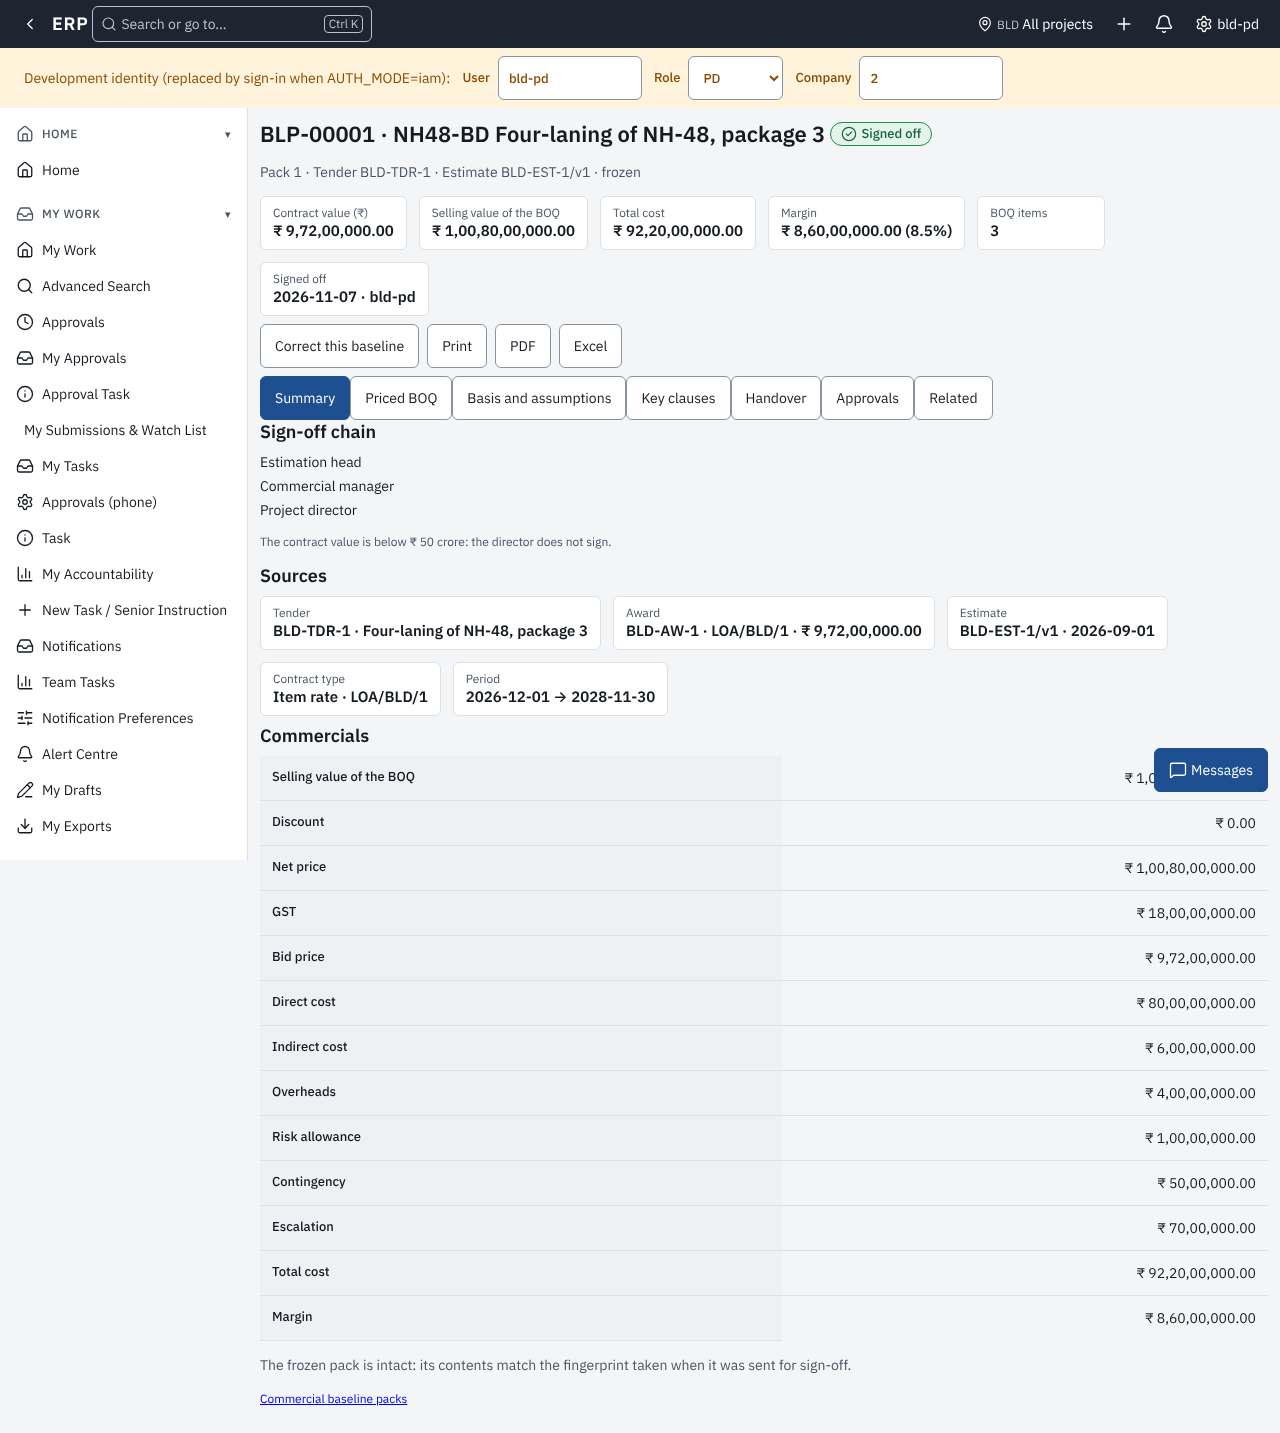 ERP
Search or go to...
Ctrl K
BLD All projects
bld-pd
Development identity (replaced by sign-in when AUTH_MODE=iam):
User
bld-pd
Role
PD
Company
2
HOME
Home
MY WORK
My Work
Advanced Search
Approvals
My Approvals
Approval Task
My Submissions & Watch List
My Tasks
Approvals (phone)
Task
My Accountability
New Task / Senior Instruction
Notifications
Team Tasks
Notification Preferences
Alert Centre
My Drafts
My Exports
BLP-00001 · NH48-BD Four-laning of NH-48, package 3
Signed off
Pack 1 · Tender BLD-TDR-1 · Estimate BLD-EST-1/v1 · frozen
Contract value (₹)
₹ 9,72,00,000.00
Selling value of the BOQ
₹ 1,00,80,00,000.00
Total cost
₹ 92,20,00,000.00
Margin
₹ 8,60,00,000.00 (8.5%)
BOQ items
3
Signed off
2026-11-07 · bld-pd
Correct this baseline
Print
PDF
Excel
Summary
Priced BOQ
Basis and assumptions
Key clauses
Handover
Approvals
Related
Sign-off chain
Estimation head
Commercial manager
Project director
The contract value is below ₹ 50 crore: the director does not sign.
Sources
Tender
BLD-TDR-1 · Four-laning of NH-48, package 3
Award
BLD-AW-1 · LOA/BLD/1 · ₹ 9,72,00,000.00
Estimate
BLD-EST-1/v1 · 2026-09-01
Contract type
Item rate · LOA/BLD/1
Period
2026-12-01 → 2028-11-30
Commercials
Selling value of the BOQ
₹ 1,0
Messages
Discount
₹ 0.00
Net price
₹ 1,00,80,00,000.00
GST
₹ 18,00,00,000.00
Bid price
₹ 9,72,00,000.00
Direct cost
₹ 80,00,00,000.00
Indirect cost
₹ 6,00,00,000.00
Overheads
₹ 4,00,00,000.00
Risk allowance
₹ 1,00,00,000.00
Contingency
₹ 50,00,000.00
Escalation
₹ 70,00,000.00
Total cost
₹ 92,20,00,000.00
Margin
₹ 8,60,00,000.00
The frozen pack is intact: its contents match the fingerprint taken when it was sent for sign-off.
Commercial baseline packs